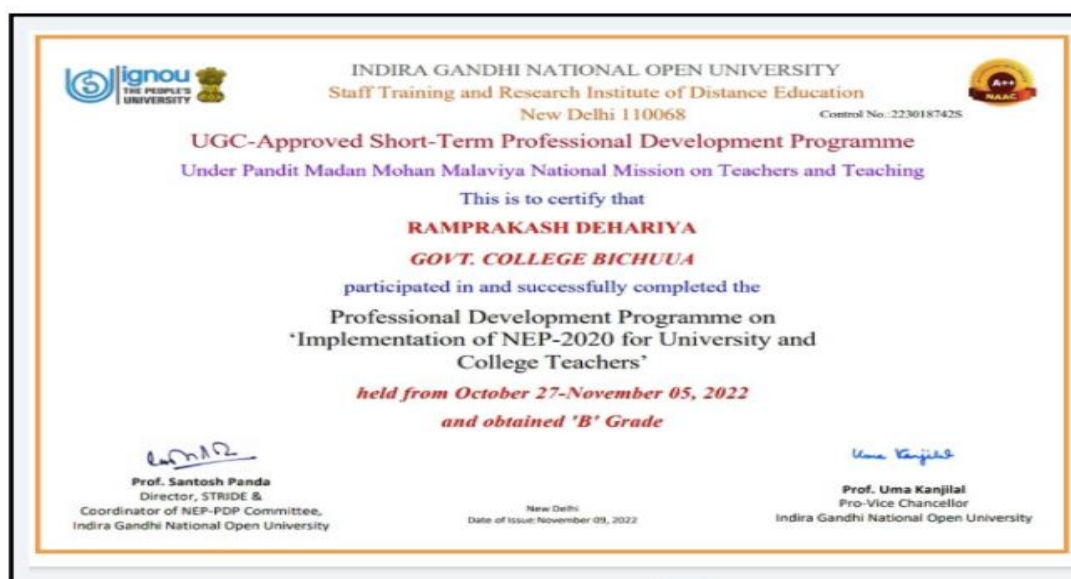 ignou
THE PEOPLE'S
UNIVERSITY
INDIRA GANDHI NATIONAL OPEN UNIVERSITY
Staff Training and Research Institute of Distance Education
New Delhi 110068
A++
NAAC
Control No.:223018742S
UGC-Approved Short-Term Professional Development Programme
Under Pandit Madan Mohan Malaviya National Mission on Teachers and Teaching
This is to certify that
RAMPRAKASH DEHARIYA
GOVT. COLLEGE BICHUUA
participated in and successfully completed the
Professional Development Programme on
‘Implementation of NEP-2020 for University and
College Teachers’
held from October 27-November 05, 2022
and obtained 'B' Grade
Prof. Santosh Panda
Director, STRIDE &
Coordinator of NEP-PDP Committee,
Indira Gandhi National Open University
New Delhi
Date of Issue:November 09, 2022
Uma Kanjilal
Prof. Uma Kanjilal
Pro-Vice Chancellor
Indira Gandhi National Open University